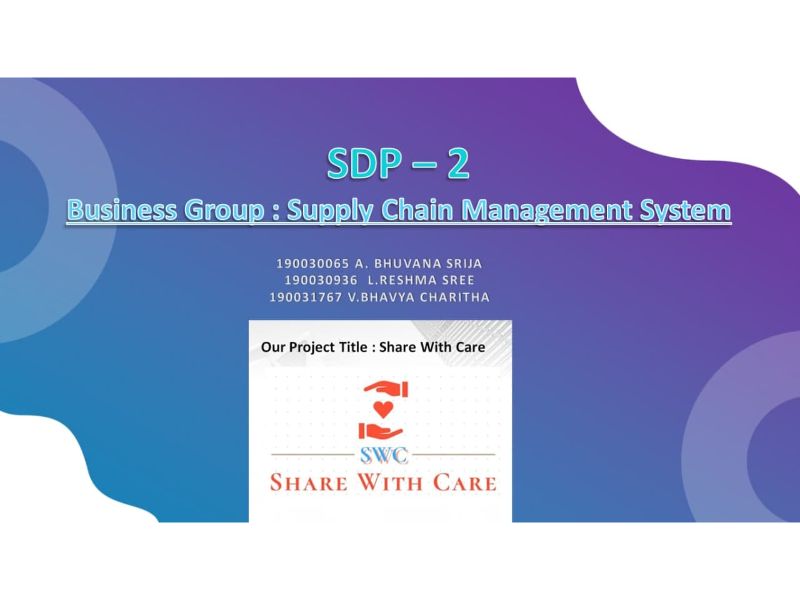 SDP – 2
Business Group : Supply Chain Management System
190030065 A. BHUVANA SRIJA
190030936 L.RESHMA SREE
190031767 V.BHAVYA CHARITHA
Our Project Title : Share With Care
SWC
SHARE WITH CARE